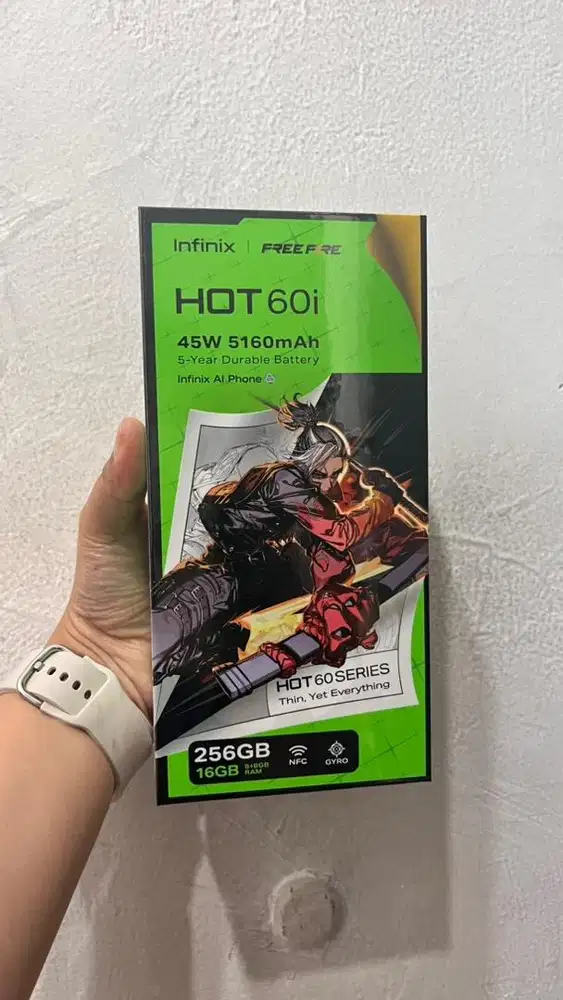 Infinix | FREE FIRE
HOT 60i
45W 5160mAh
5-Year Durable Battery
Infinix AI Phone
HOT 60 SERIES
Thin, Yet Everything
256GB
16GB 8+8GB RAM
NFC
GYRO